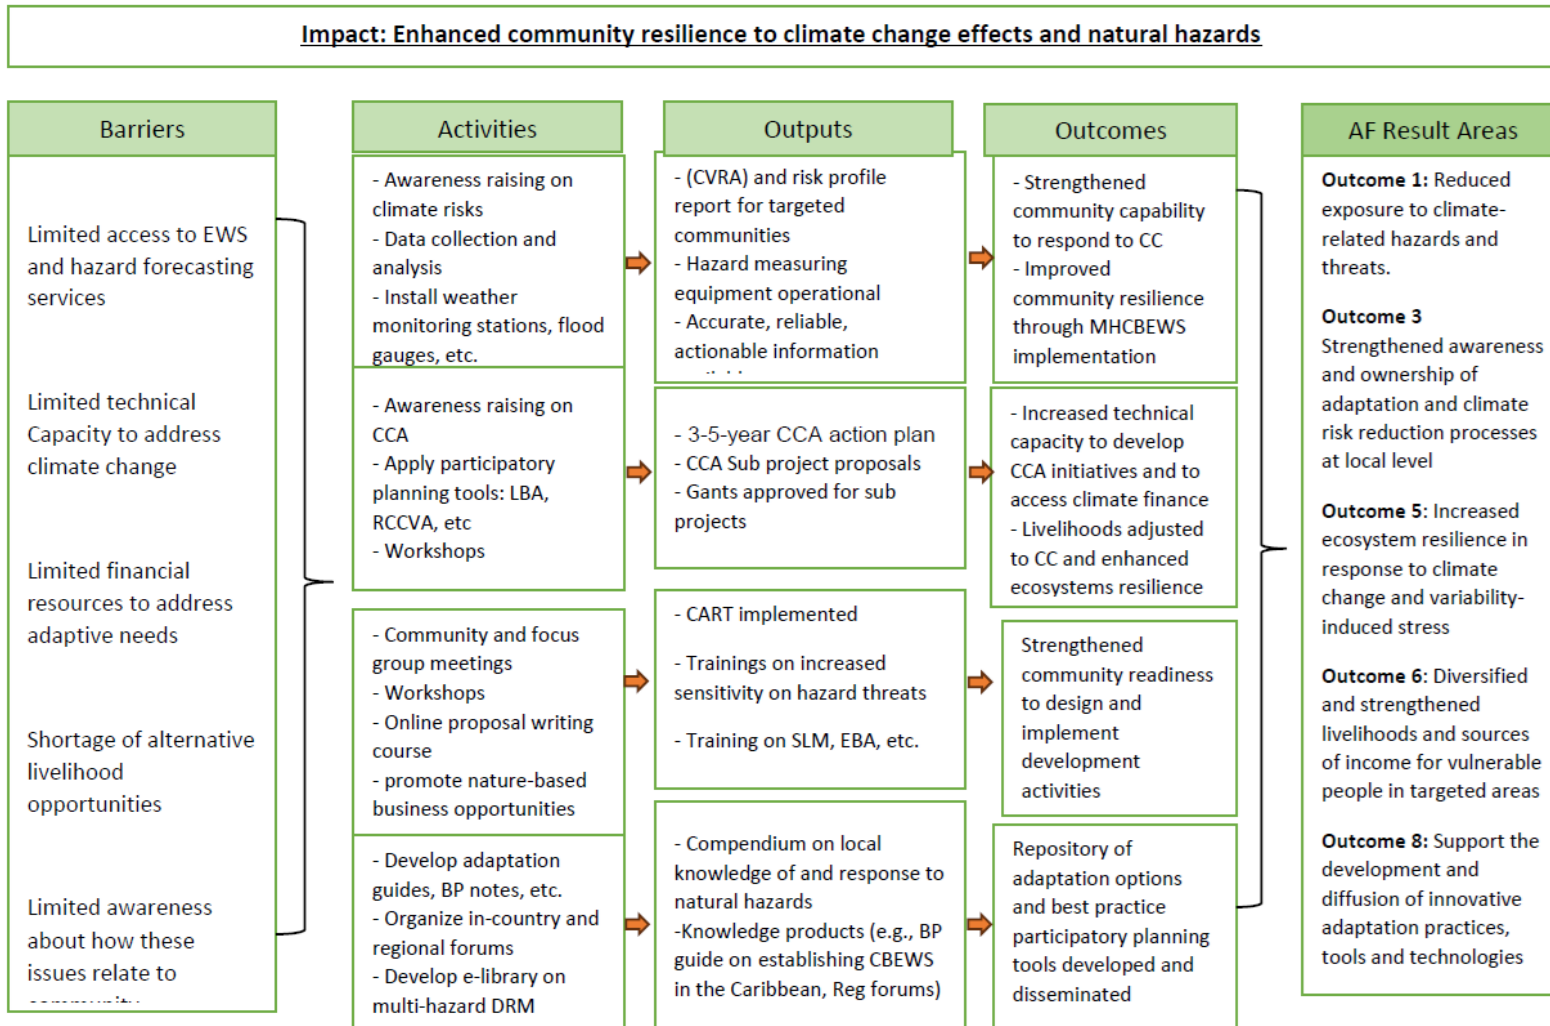 Impact: Enhanced community resilience to climate change effects and natural hazards
Barriers
Limited access to EWS
and hazard forecasting
services
Limited technical
Capacity to address
climate change
Limited financial
resources to address
adaptive needs
Shortage of alternative
livelihood
opportunities
Limited awareness
about how these
issues relate to
Activities
- Awareness raising on
climate risks
- Data collection and
analysis
- Install weather
monitoring stations, flood
gauges, etc.
- Awareness raising on
CCA
- Apply participatory
planning tools: LBA,
RCCVA, etc
- Workshops
- Community and focus
group meetings
- Workshops
- Online proposal writing
course
- promote nature-based
business opportunities
- Develop adaptation
guides, BP notes, etc.
- Organize in-country and
regional forums
- Develop e-library on
multi-hazard DRM
Outputs
- (CVRA) and risk profile
report for targeted
communities
- Hazard measuring
equipment operational
- Accurate, reliable,
actionable information
- 3-5-year CCA action plan
- CCA Sub project proposals
- Gants approved for sub
projects
- CART implemented
- Trainings on increased
sensitivity on hazard threats
- Training on SLM, EBA, etc.
- Compendium on local
knowledge of and response to
natural hazards
-Knowledge products (e.g., BP
guide on establishing CBEWS
in the Caribbean, Reg forums)
Outcomes
- Strengthened
community capability
to respond to CC
- Improved
community resilience
through MHCBEWS
implementation
- Increased technical
capacity to develop
CCA initiatives and to
access climate finance
- Livelihoods adjusted
to CC and enhanced
ecosystems resilience
Strengthened
community readiness
to design and
implement
development
activities
Repository of
adaptation options
and best practice
participatory planning
tools developed and
disseminated
AF Result Areas
Outcome 1: Reduced
exposure to climate-
related hazards and
threats.
Outcome 3
Strengthened awareness
and ownership of
adaptation and climate
risk reduction processes
at local level
Outcome 5: Increased
ecosystem resilience in
response to climate
change and variability-
induced stress
Outcome 6: Diversified
and strengthened
livelihoods and sources
of income for vulnerable
people in targeted areas
Outcome 8: Support the
development and
diffusion of innovative
adaptation practices,
tools and technologies